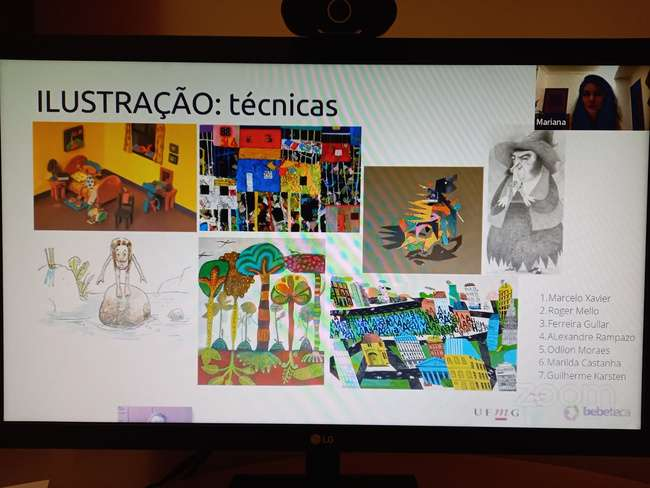 ILUSTRAÇÃO: técnicas
Mariana
1.Marcelo Xavier
2.Roger Mello
3.Ferreira Gullar
4.Alexandre Rampazo
5.Odilon Moraes
6.Marilda Castanha
7.Guilherme Karsten
zoom
UFmG
bebeteca
LG